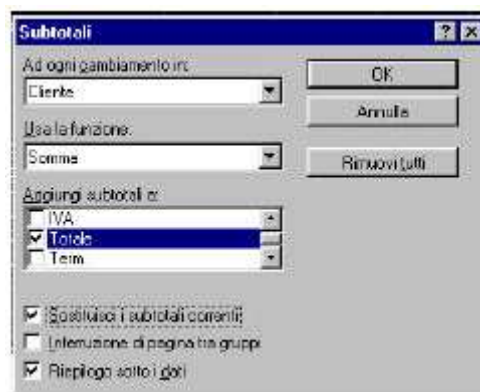 Subtotali
Ad ogni cambiamento in:
Cliente
Usa la funzione:
Somma
Aggiungi subtotali a:
IVA
Totale
Term
Sostituisci i subtotali correnti
Interruzione di pagina tra gruppi
Riepilogo sotto i dati
OK
Annulla
Rimuovi tutti